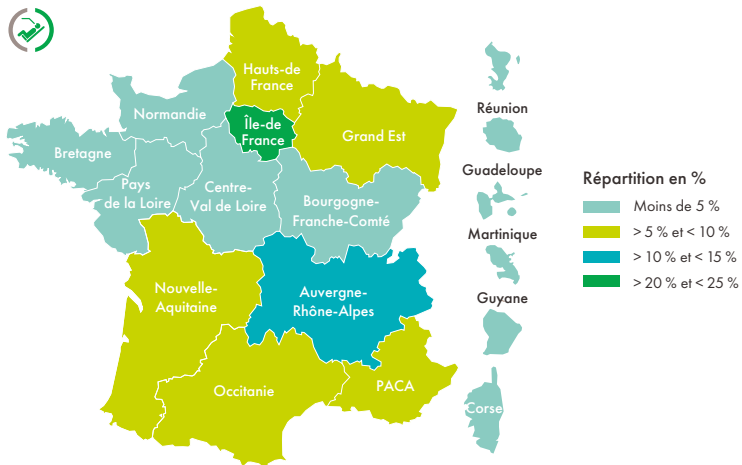 Hauts-de
France
Normandie
Île-de
France
Grand Est
Bretagne
Pays
de la Loire
Centre-
Val de Loire
Bourgogne-
Franche-Comté
Nouvelle-
Aquitaine
Auvergne-
Rhône-Alpes
Occitanie
PACA
Réunion
Guadeloupe
Martinique
Guyane
Corse
Répartition en %
Moins de 5 %
> 5 % et < 10 %
> 10 % et < 15 %
> 20 % et < 25 %